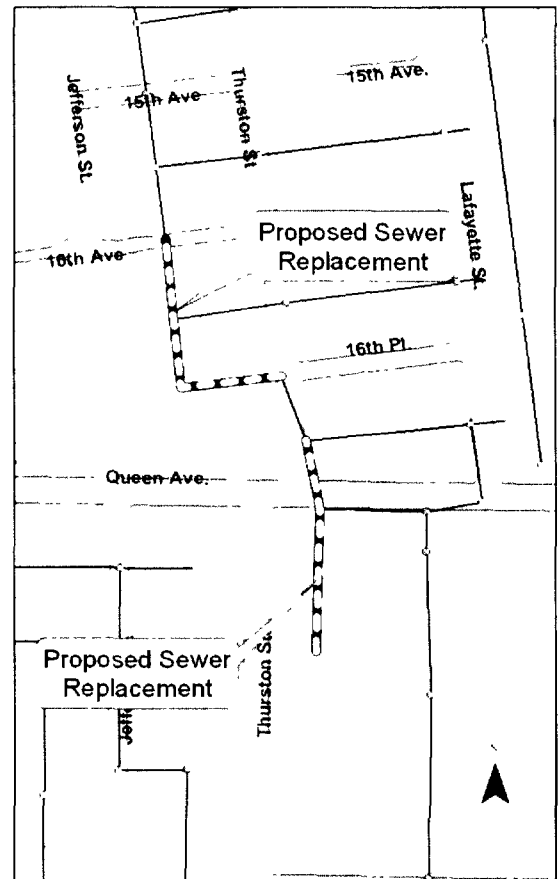 Jefferson St.
15th Ave
Thurston St
15th Ave.
Lafayette St.
16th Ave
Proposed Sewer
Replacement
16th Pl.
Queen Ave.
Proposed Sewer
Replacement
Thurston St.
Jeffe